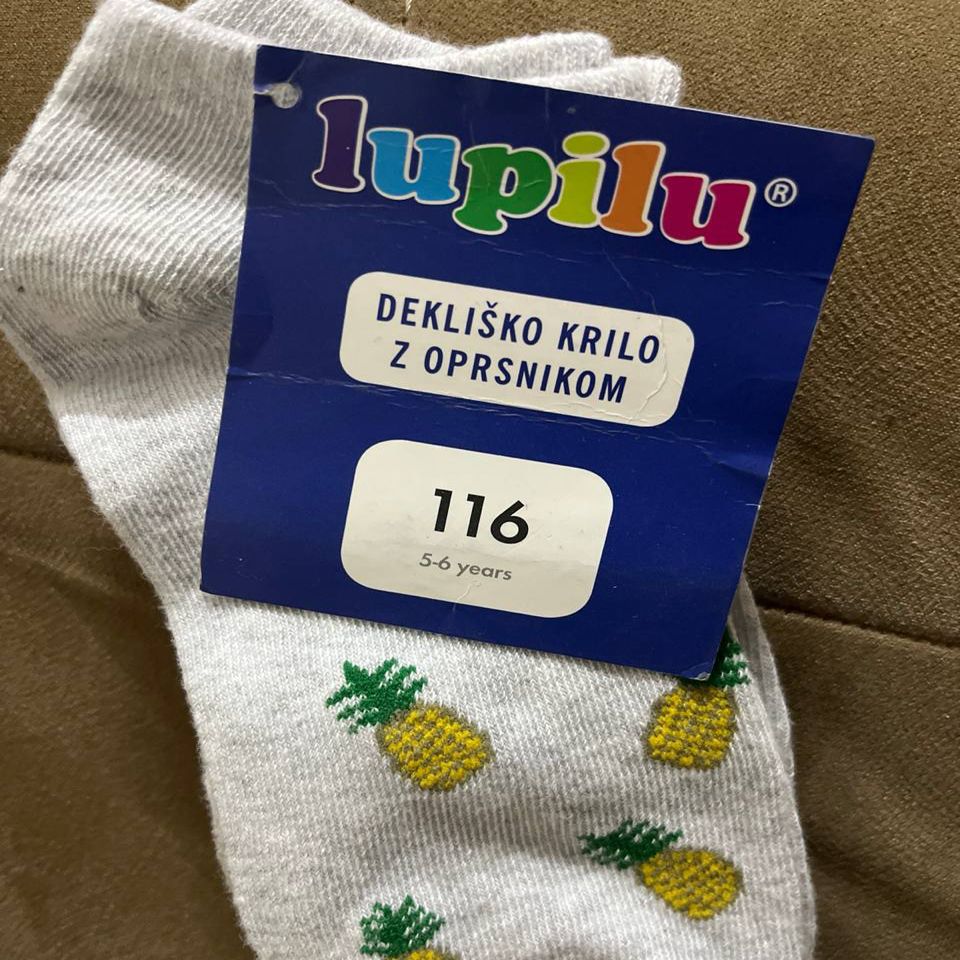 lupilu®
DEKLIŠKO KRILO
Z OPRSNIKOM
116
5-6 years